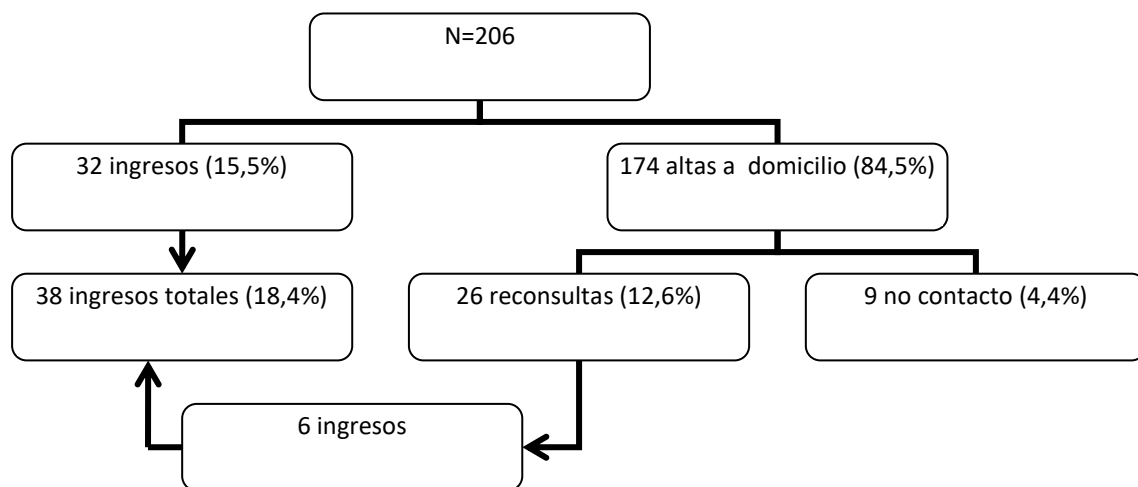 N=206
32 ingresos (15,5%)
174 altas a domicilio (84,5%)
38 ingresos totales (18,4%)
26 reconsultas (12,6%)
9 no contacto (4,4%)
6 ingresos